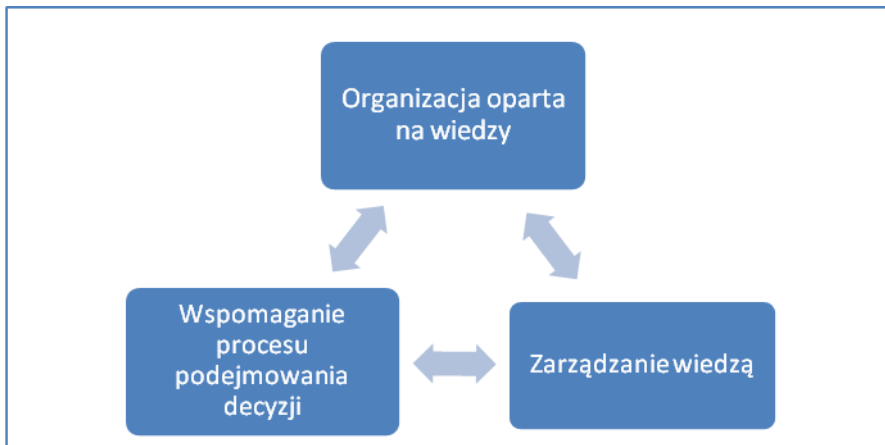 Organizacja oparta
na wiedzy
Wspomaganie
procesu
podejmowania
decyzji
Zarządzanie wiedzą